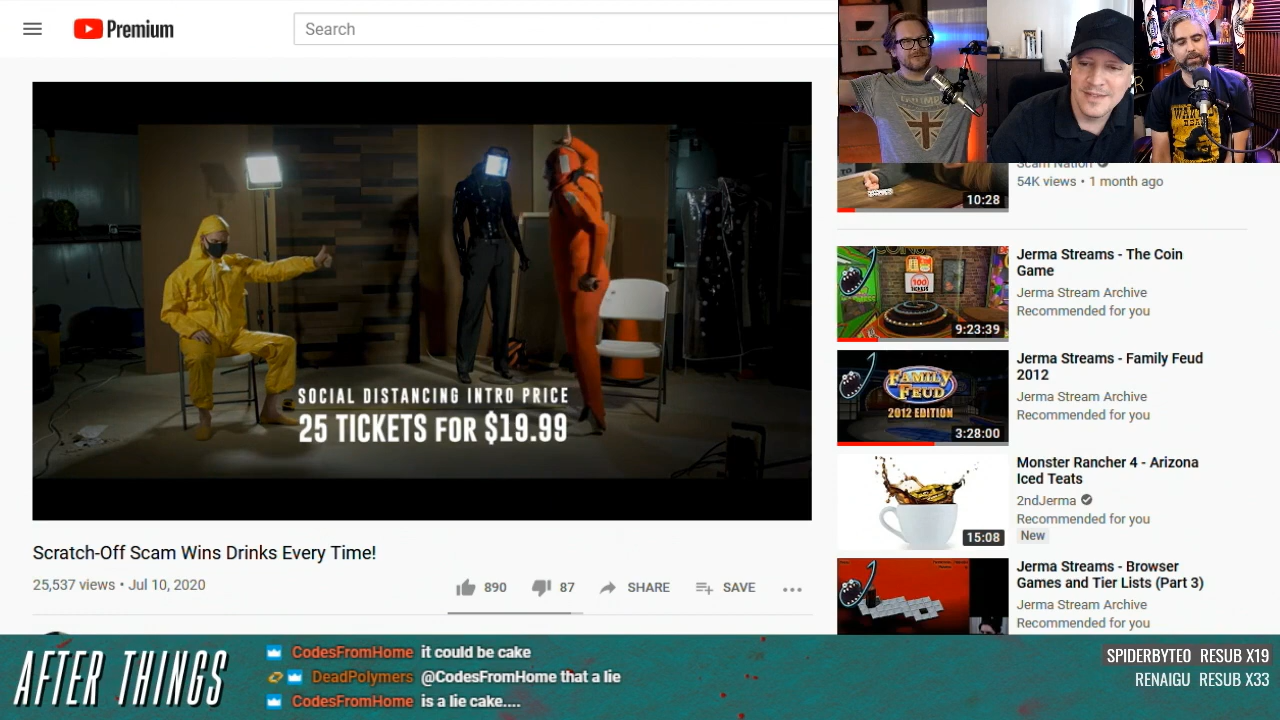 Premium
Search
SOCIAL DISTANCING INTRO PRICE
25 TICKETS FOR $19.99
Scratch-Off Scam Wins Drinks Every Time!
25,537 views • Jul 10, 2020
890
87
SHARE
SAVE
Scam Nation
54K views • 1 month ago
10:28
Jerma Streams - The Coin
Game
Jerma Stream Archive
Recommended for you
100
9:23:39
Jerma Streams - Family Feud
2012
Jerma Stream Archive
Recommended for you
FAMILY
FEUD
2012 EDITION
3:28:00
Monster Rancher 4 - Arizona
Iced Teats
2ndJerma
Recommended for you
New
15:08
Jerma Streams - Browser
Games and Tier Lists (Part 3)
Jerma Stream Archive
Recommended for you
AFTER THINGS
CodesFromHome it could be cake
DeadPolymers @CodesFromHome that a lie
CodesFromHome is a lie cake....
SPIDERBYTE0 RESUB X19
RENAIGU RESUB X33